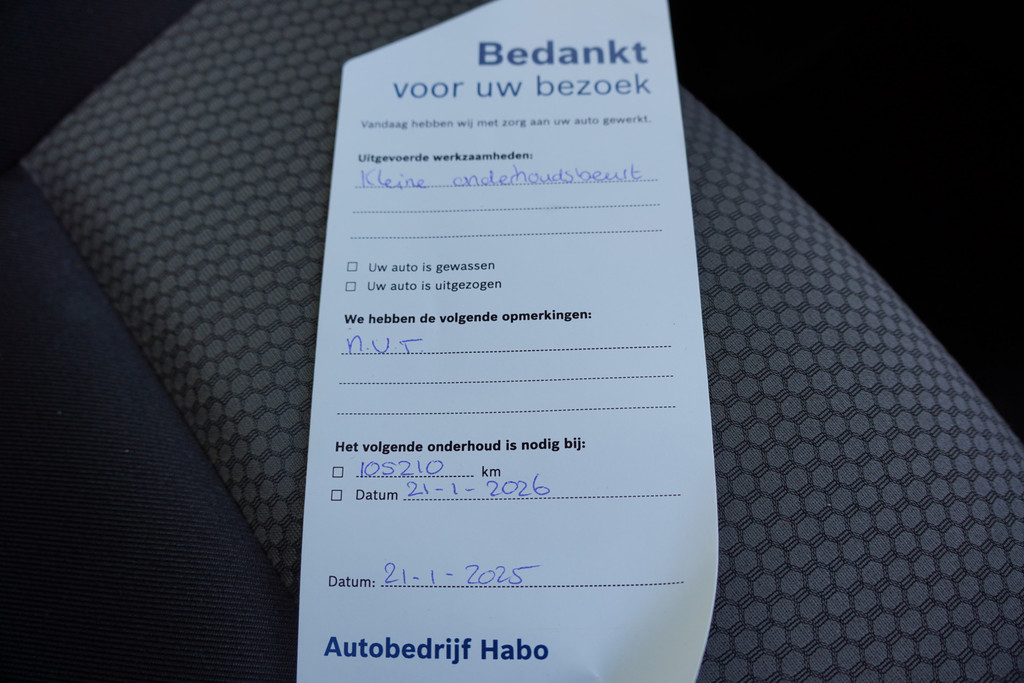 Bedankt
voor uw bezoek
Vandaag hebben wij met zorg aan uw auto gewerkt.
Uitgevoerde werkzaamheden:
Kleine onderhoudsbeurt
☐ Uw auto is gewassen
☐ Uw auto is uitgezogen
We hebben de volgende opmerkingen:
n.v.t.
Het volgende onderhoud is nodig bij:
☐ 105210 km
☐ Datum 21-1-2026
Datum: 21-1-2025
Autobedrijf Habo